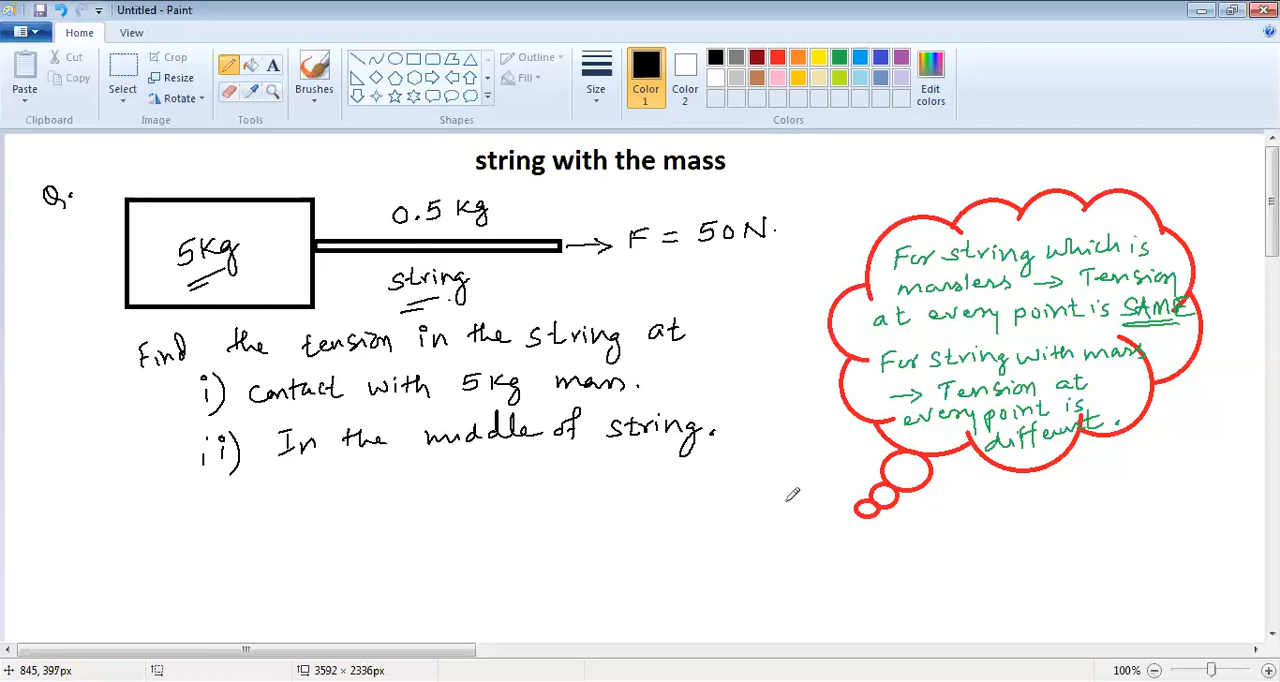 Untitled - Paint
Home View
Paste
Cut
Copy
Clipboard
Select
Crop
Resize
Rotate
Image
Tools
Brushes
Shapes
Outline
Fill
Size
Color 1
Color 2
Edit colors
Colors
string with the mass
Q.
5Kg
0.5 Kg
string
F = 50N.
Find the tension in the string at
i) contact with 5Kg mass.
ii) In the middle of string.
For string which is
massless → Tension
at every point is SAME
For string with mass
→ Tension at
every point is
different.
845, 397px
3592 × 2336px
100%